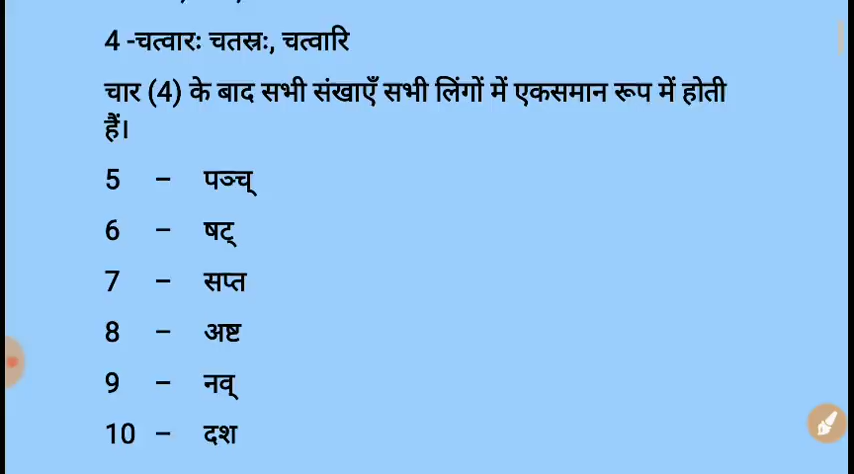 4 -चत्वारः चतस्रः, चत्वारि
चार (4) के बाद सभी संखाएँ सभी लिंगों में एकसमान रूप में होती
हैं।
5 – पञ्च्
6 – षट्
7 – सप्त
8 – अष्ट
9 – नव्
10 – दश